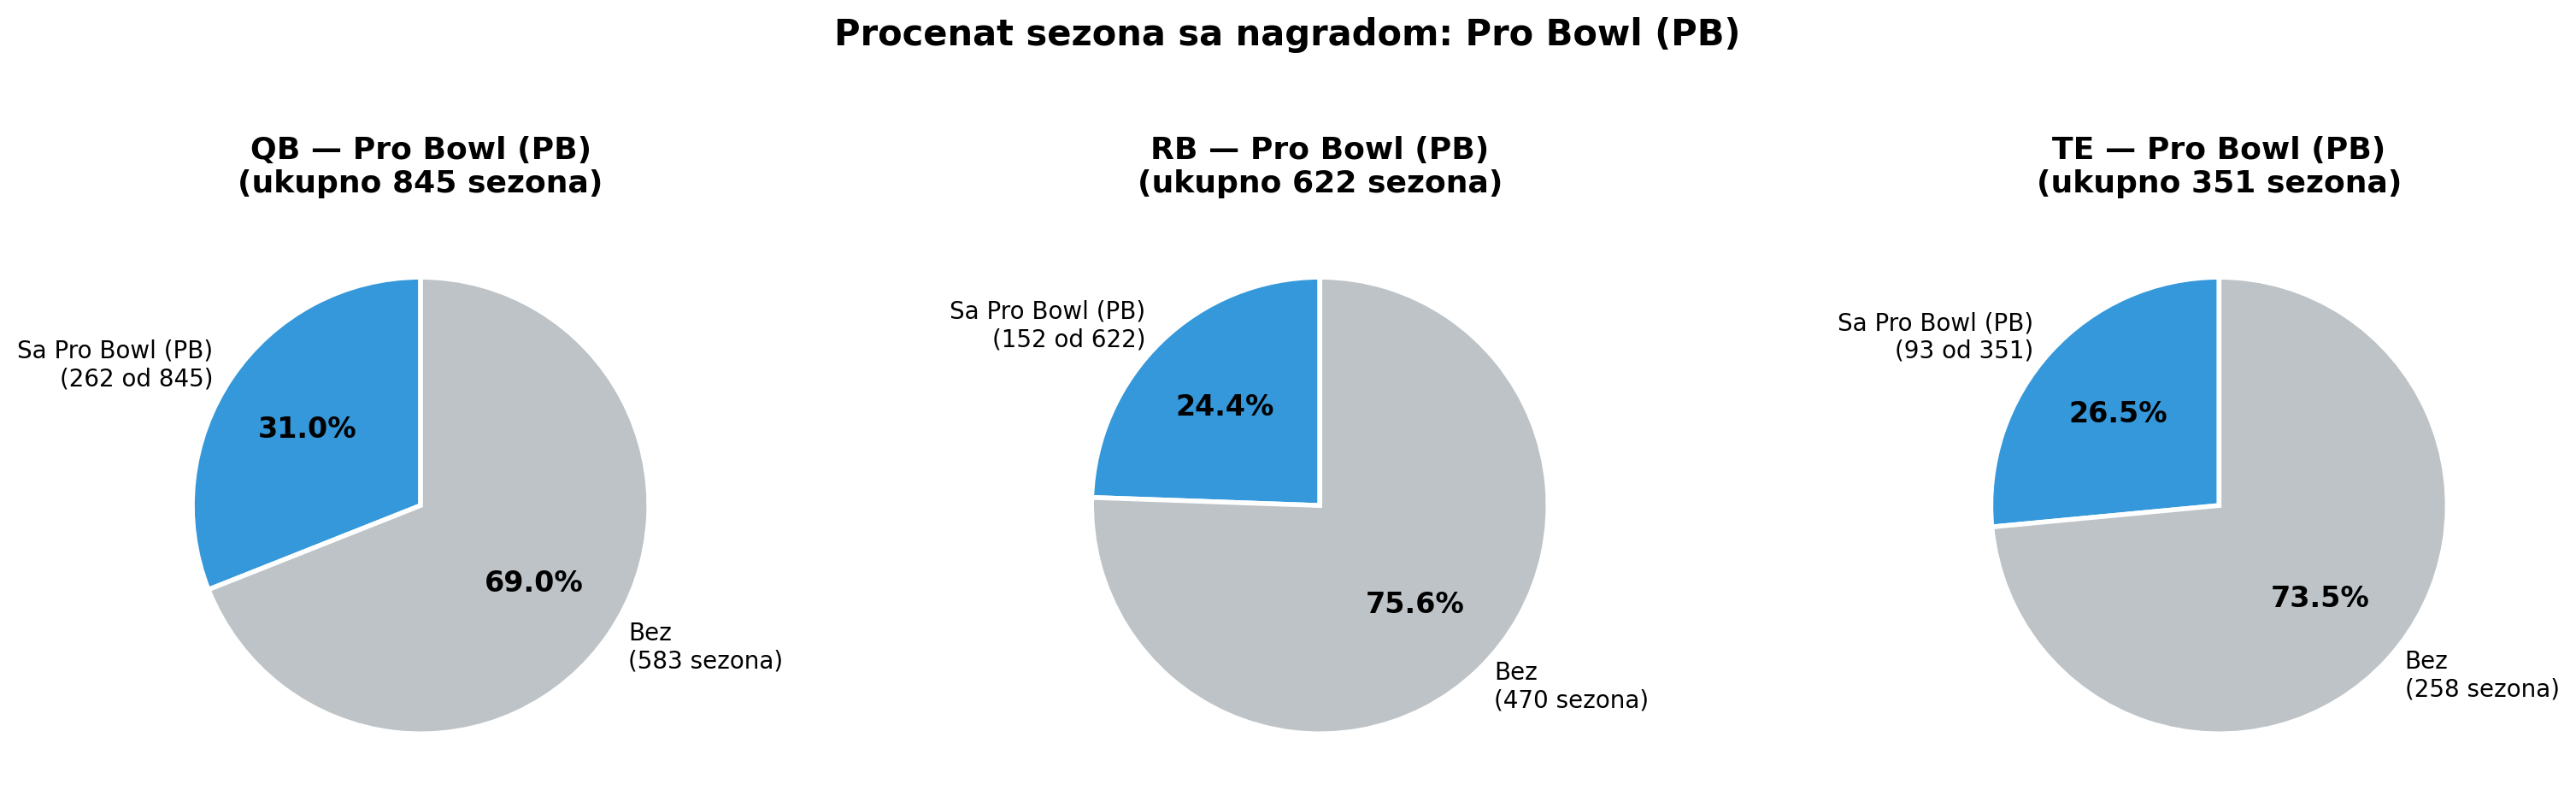 Procenat sezona sa nagradom: Pro Bowl (PB)
QB — Pro Bowl (PB)
(ukupno 845 sezona)
Sa Pro Bowl (PB)
(262 od 845)
31.0%
69.0%
Bez
(583 sezona)
RB — Pro Bowl (PB)
(ukupno 622 sezona)
Sa Pro Bowl (PB)
(152 od 622)
24.4%
75.6%
Bez
(470 sezona)
TE — Pro Bowl (PB)
(ukupno 351 sezona)
Sa Pro Bowl (PB)
(93 od 351)
26.5%
73.5%
Bez
(258 sezona)